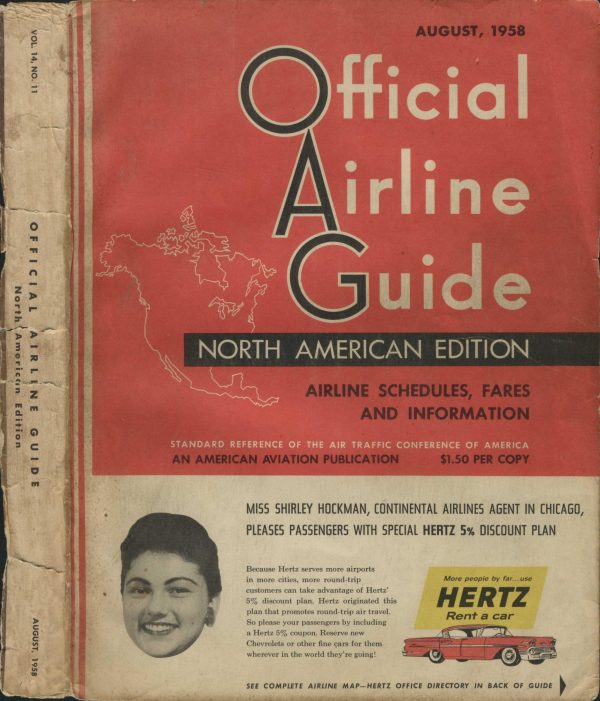 VOL. 14, NO. 11
OFFICIAL AIRLINE GUIDE
North American Edition
AUGUST, 1958
AUGUST, 1958
Official
Airline
Guide
NORTH AMERICAN EDITION
AIRLINE SCHEDULES, FARES
AND INFORMATION
STANDARD REFERENCE OF THE AIR TRAFFIC CONFERENCE OF AMERICA
AN AMERICAN AVIATION PUBLICATION $1.50 PER COPY
MISS SHIRLEY HOCKMAN, CONTINENTAL AIRLINES AGENT IN CHICAGO,
PLEASES PASSENGERS WITH SPECIAL HERTZ 5% DISCOUNT PLAN
Because Hertz serves more airports
in more cities, more round-trip
customers can take advantage of Hertz'
5% discount plan. Hertz originated this
plan that promotes round-trip air travel.
So please your passengers by including
a Hertz 5% coupon. Reserve new
Chevrolets or other fine cars for them
wherever in the world they're going!
More people by far...use
HERTZ
Rent a car
SEE COMPLETE AIRLINE MAP—HERTZ OFFICE DIRECTORY IN BACK OF GUIDE